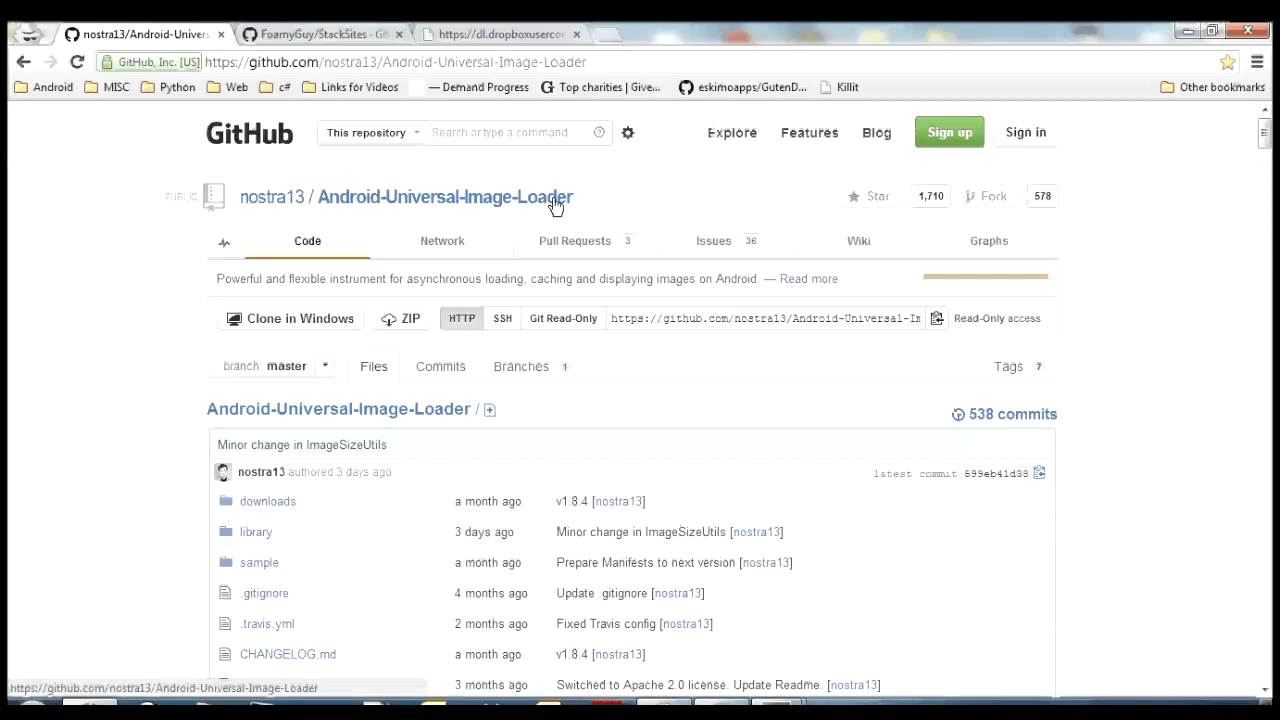 nostra13/Android-Univers
FoamyGuy/StackSites - Git
https://dl.dropboxuserc
GitHub, Inc. [US] https://github.com/nostra13/Android-Universal-Image-Loader
Android MISC Python Web c# Links for Videos — Demand Progress Top charities | Give... eskimoapps/GutenD... Killit Other bookmarks
GitHub This repository Search or type a command Explore Features Blog Sign up Sign in
PUBLIC nostra13 / Android-Universal-Image-Loader Star 1,710 Fork 578
Code Network Pull Requests 3 Issues 36 Wiki Graphs
Powerful and flexible instrument for asynchronous loading, caching and displaying images on Android. — Read more
Clone in Windows ZIP HTTP SSH Git Read-Only https://github.com/nostra13/Android-Universal-Im Read-Only access
branch: master Files Commits Branches 1 Tags 7
Android-Universal-Image-Loader / 538 commits
Minor change in ImageSizeUtils
nostra13 authored 3 days ago latest commit 599eb41d38
downloads a month ago v1.8.4 [nostra13]
library 3 days ago Minor change in ImageSizeUtils [nostra13]
sample a month ago Prepare Manifests to next version [nostra13]
.gitignore 4 months ago Update .gitignore [nostra13]
.travis.yml 2 months ago Fixed Travis config [nostra13]
CHANGELOG.md a month ago v1.8.4 [nostra13]
3 months ago Switched to Apache 2.0 license. Update Readme. [nostra13]
https://github.com/nostra13/Android-Universal-Image-Loader